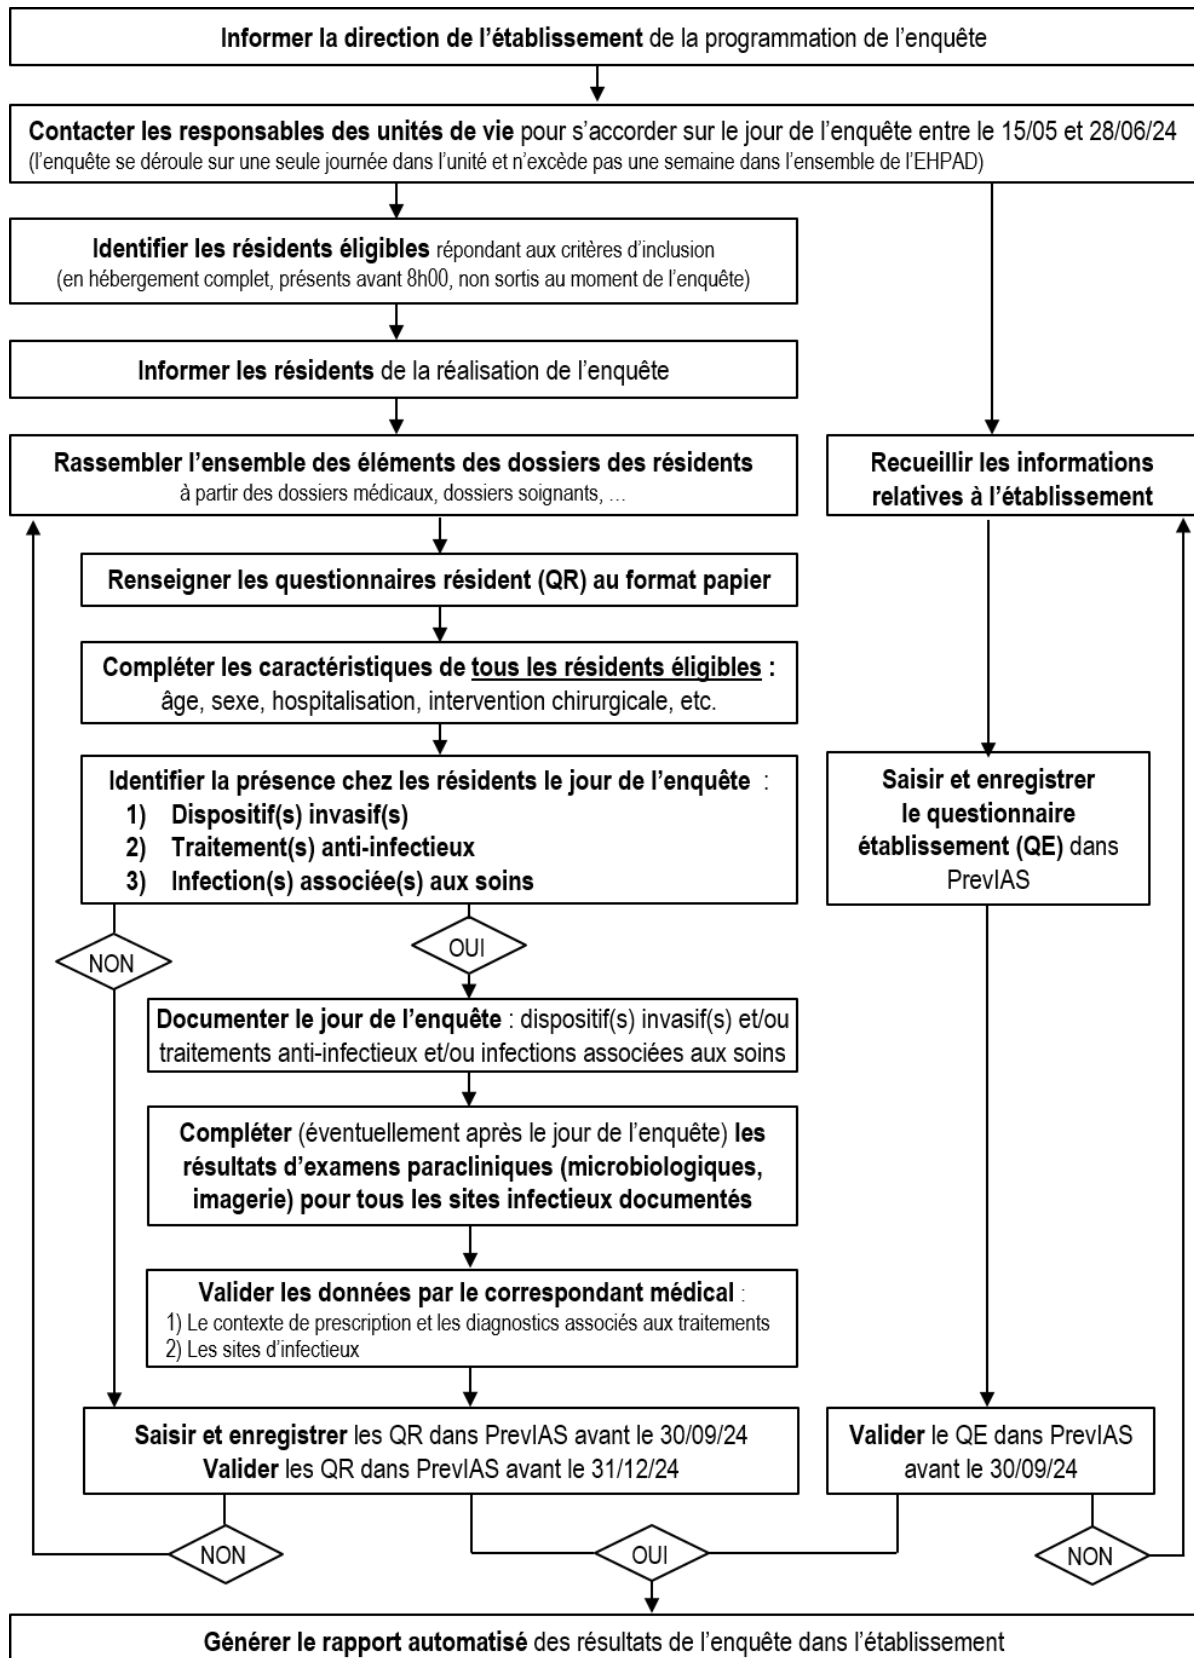 Informer la direction de l'établissement de la programmation de l'enquête
Contacter les responsables des unités de vie pour s'accorder sur le jour de l'enquête entre le 15/05 et 28/06/24
(l'enquête se déroule sur une seule journée dans l'unité et n'excède pas une semaine dans l'ensemble de l'EHPAD)
Identifier les résidents éligibles répondant aux critères d'inclusion
(en hébergement complet, présents avant 8h00, non sortis au moment de l'enquête)
Informer les résidents de la réalisation de l'enquête
Rassembler l'ensemble des éléments des dossiers des résidents
à partir des dossiers médicaux, dossiers soignants, ...
Recueillir les informations
relatives à l'établissement
Renseigner les questionnaires résident (QR) au format papier
Compléter les caractéristiques de tous les résidents éligibles :
âge, sexe, hospitalisation, intervention chirurgicale, etc.
Identifier la présence chez les résidents le jour de l'enquête :
1) Dispositif(s) invasif(s)
2) Traitement(s) anti-infectieux
3) Infection(s) associée(s) aux soins
Saisir et enregistrer
le questionnaire
établissement (QE) dans
PrevIAS
NON
OUI
Documenter le jour de l'enquête : dispositif(s) invasif(s) et/ou
traitements anti-infectieux et/ou infections associées aux soins
Compléter (éventuellement après le jour de l'enquête) les
résultats d'examens paracliniques (microbiologiques,
imagerie) pour tous les sites infectieux documentés
Valider les données par le correspondant médical :
1) Le contexte de prescription et les diagnostics associés aux traitements
2) Les sites d'infectieux
Saisir et enregistrer les QR dans PrevIAS avant le 30/09/24
Valider les QR dans PrevIAS avant le 31/12/24
Valider le QE dans PrevIAS
avant le 30/09/24
NON
OUI
NON
Générer le rapport automatisé des résultats de l'enquête dans l'établissement